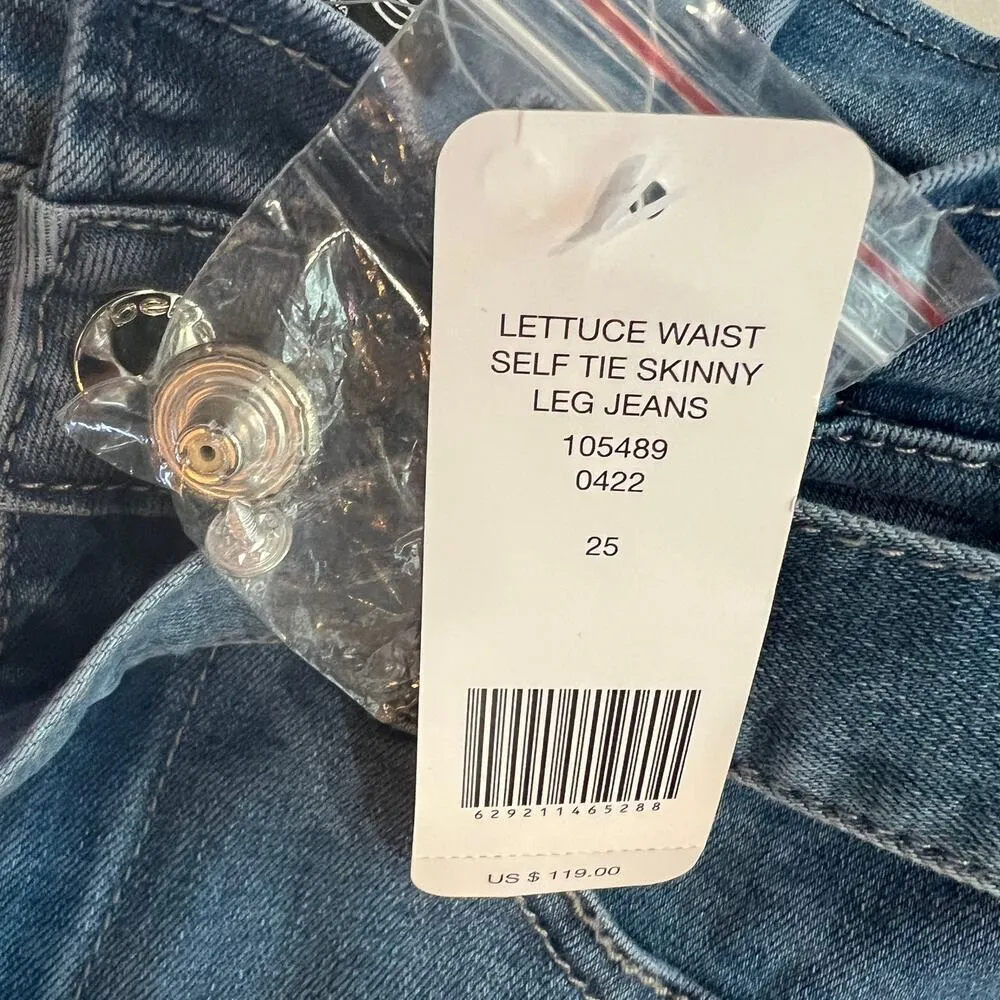 LETTUCE WAIST
SELF TIE SKINNY
LEG JEANS
105489
0422
25
629211465288
US $ 119.00